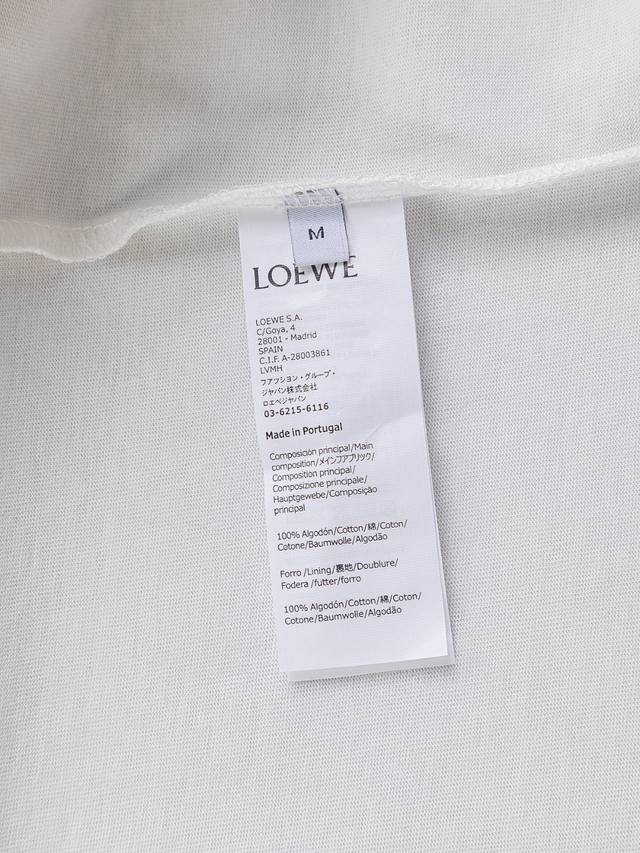 M
LOEWE
LOEWE S.A.
C/Goya, 4
28001 - Madrid
SPAIN
C.I.F. A-28003861
LVMH
ファッション・グループ・
ジャパン株式会社
ロエベジャパン
03-6215-6116
Made in Portugal
Composición principal/Main
composition/メインファブリック/
Composition principal/
Composizione principale/
Hauptgewebe/Composição
principal
100% Algodón/Cotton/綿/Coton/
Cotone/Baumwolle/Algodão
Forro /Lining/裏地/Doublure/
Fodera /futter/forro
100% Algodón/Cotton/綿/Coton/
Cotone/Baumwolle/Algodão